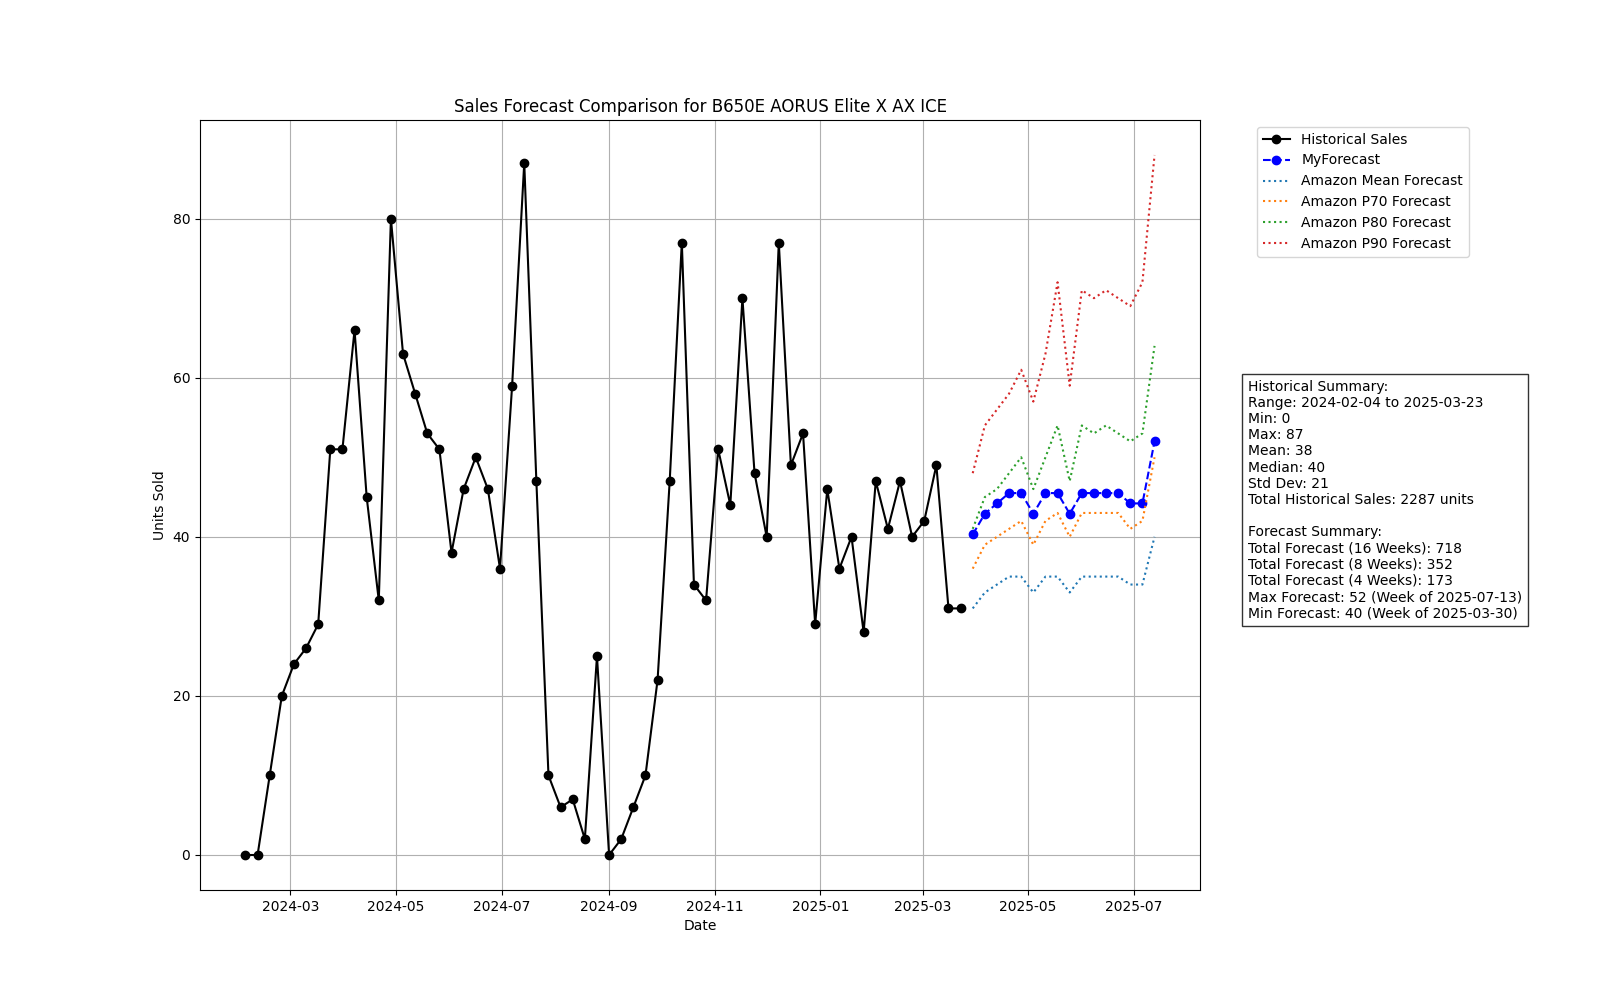 Sales Forecast Comparison for B650E AORUS Elite X AX ICE
Historical Sales
MyForecast
Amazon Mean Forecast
Amazon P70 Forecast
Amazon P80 Forecast
Amazon P90 Forecast
Historical Summary:
Range: 2024-02-04 to 2025-03-23
Min: 0
Max: 87
Mean: 38
Median: 40
Std Dev: 21
Total Historical Sales: 2287 units
Forecast Summary:
Total Forecast (16 Weeks): 718
Total Forecast (8 Weeks): 352
Total Forecast (4 Weeks): 173
Max Forecast: 52 (Week of 2025-07-13)
Min Forecast: 40 (Week of 2025-03-30)
Units Sold
80
60
40
20
0
2024-03 2024-05 2024-07 2024-09 2024-11 2025-01 2025-03 2025-05 2025-07
Date